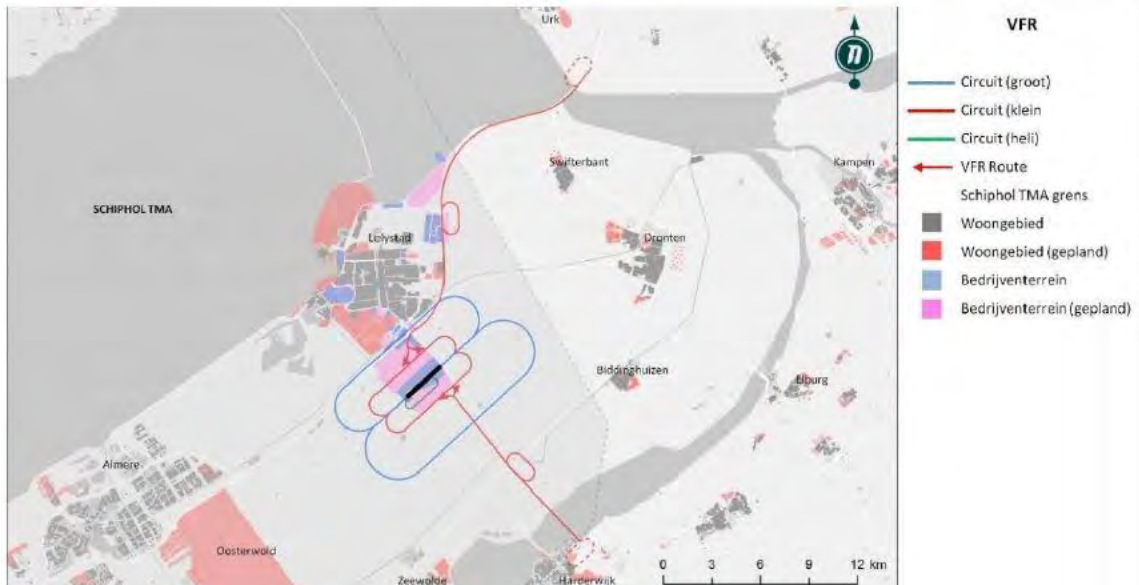 Urk
Swifterbant
Kampen
SCHIPHOL TMA
Lelystad
Dronten
Biddinghuizen
Elburg
Almere
Oosterwold
Zeewolde
Harderwijk
0 3 6 9 12 km
VFR
Circuit (groot)
Circuit (klein
Circuit (heli)
VFR Route
Schiphol TMA grens
Woongebied
Woongebied (gepland)
Bedrijventerrein
Bedrijventerrein (gepland)